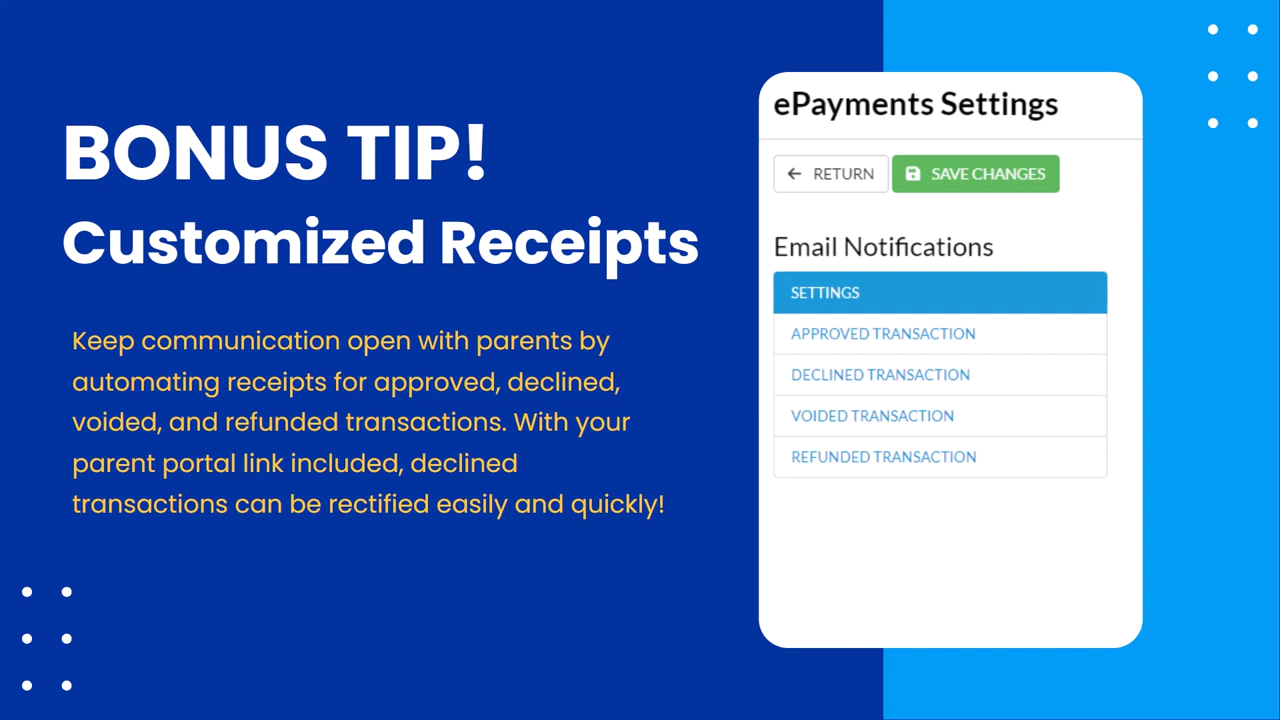 BONUS TIP!
Customized Receipts
Keep communication open with parents by
automating receipts for approved, declined,
voided, and refunded transactions. With your
parent portal link included, declined
transactions can be rectified easily and quickly!
ePayments Settings
RETURN
SAVE CHANGES
Email Notifications
SETTINGS
APPROVED TRANSACTION
DECLINED TRANSACTION
VOIDED TRANSACTION
REFUNDED TRANSACTION